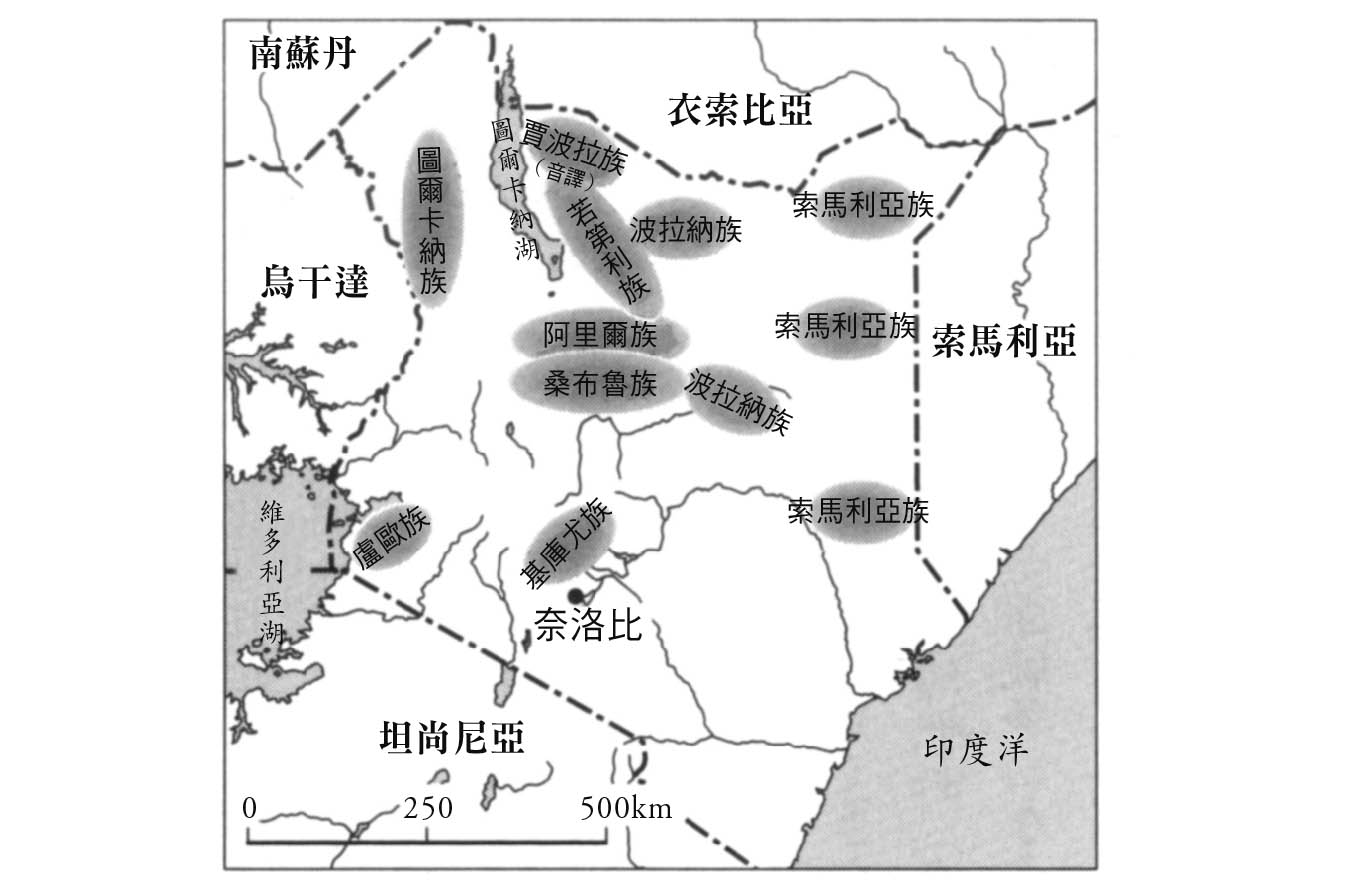 南蘇丹
衣索比亞
圖爾卡納湖
賈波拉族
（音譯）
圖爾卡納族
若第利族
波拉納族
索馬利亞族
烏干達
阿里爾族
索馬利亞族
索馬利亞
桑布魯族
波拉納族
維多利亞湖
盧歐族
基庫尤族
索馬利亞族
奈洛比
坦尚尼亞
印度洋
0 250 500km